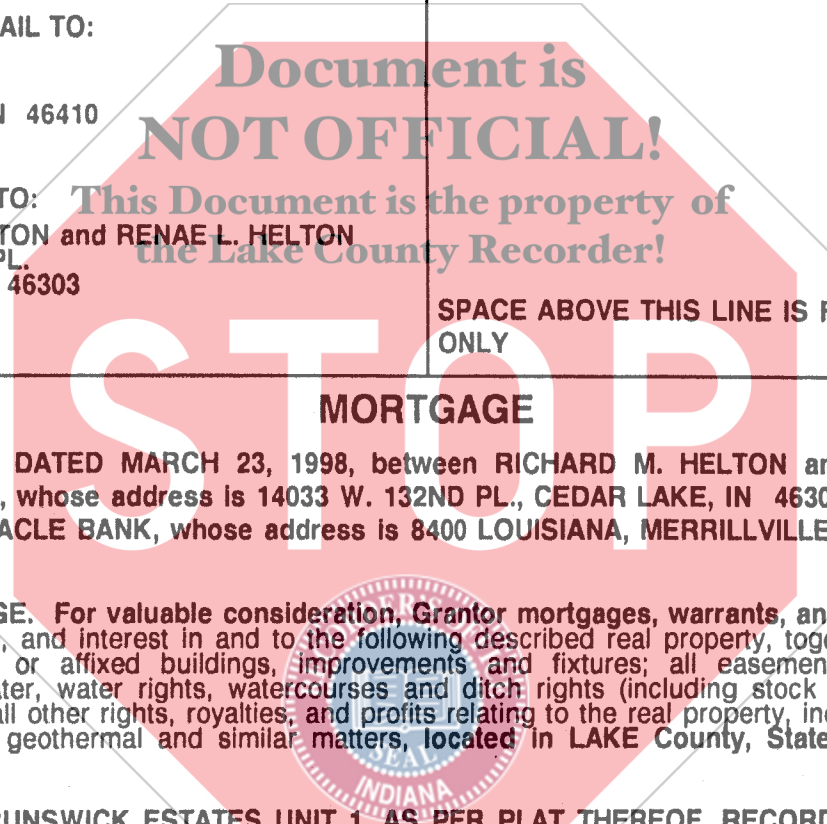 AIL TO:
Document is
46410
NOT OFFICIAL!
TO:
This Document is the property of
TON and RENAE L. HELTON
the Lake County Recorder!
PL.
46303
SPACE ABOVE THIS LINE IS
ONLY
STOP
MORTGAGE
DATED MARCH 23, 1998, between RICHARD M. HELTON
, whose address is 14033 W. 132ND PL., CEDAR LAKE, IN 4630
ACLE BANK, whose address is 8400 LOUISIANA, MERRILLVILLE
GE. For valuable consideration, Grantor mortgages, warrants, an
, and interest in and to the following described real property, toge
or affixed buildings, improvements and fixtures; all easemen
ter, water rights, watercourses and ditch rights (including stock
all other rights, royalties, and profits relating to the real property, inc
geothermal and similar matters, located in LAKE County, State
SEAL
INDIANA
RUNSWICK ESTATES UNIT 1, AS PER PLAT THEREOF, RECORD